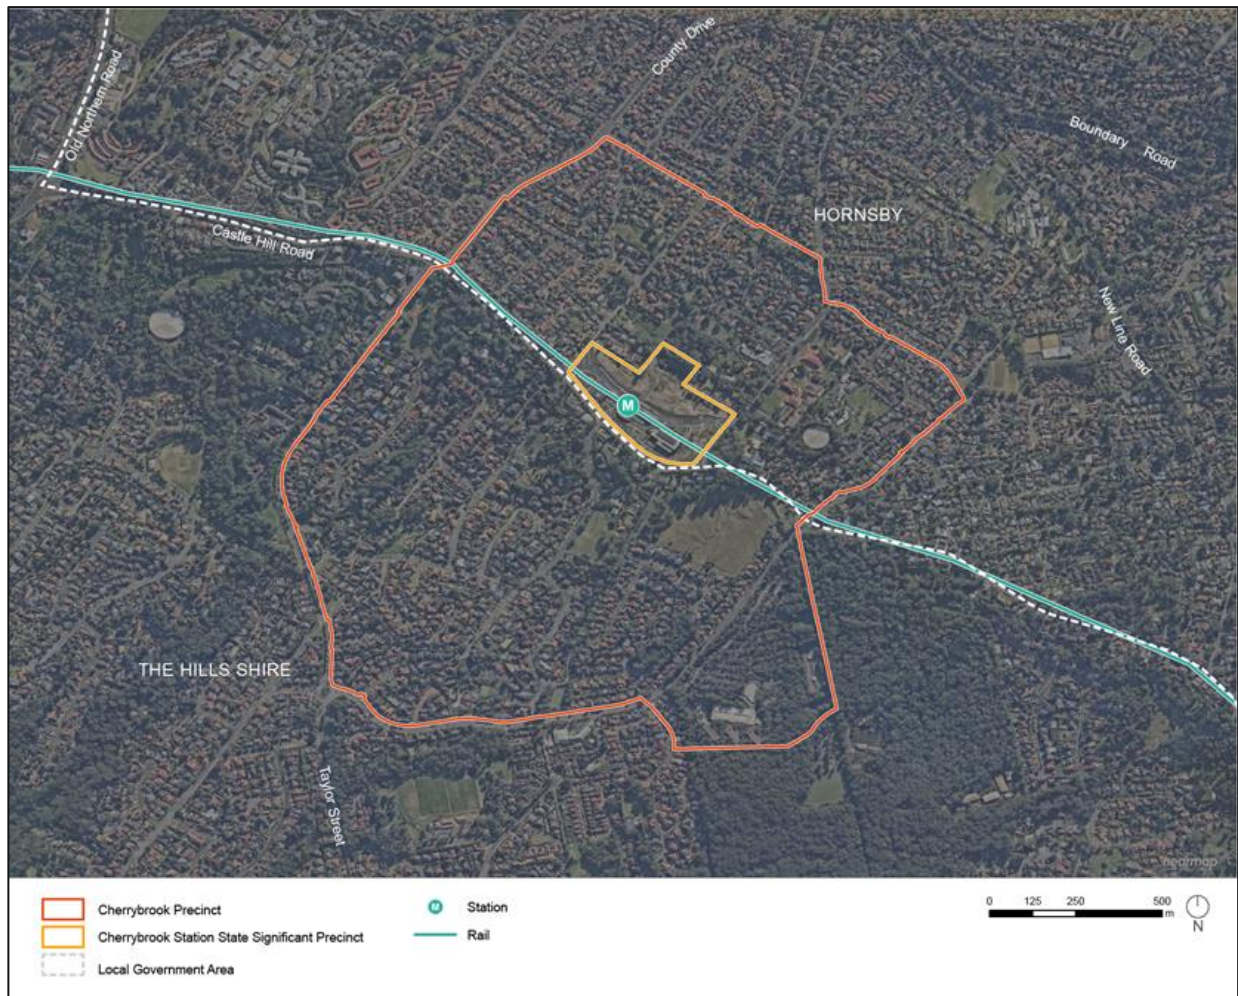 County Drive
Old Northern Road
Boundary Road
HORNSBY
Castle Hill Road
New Line Road
M
THE HILLS SHIRE
Taylor Street
nearmap
Cherrybrook Precinct
Cherrybrook Station State Significant Precinct
Local Government Area
M Station
Rail
0 125 250 500
m
N